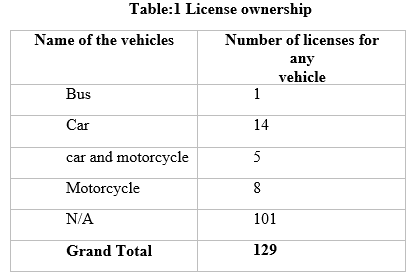 Table:1 License ownership
Name of the vehicles
Number of licenses for
any
vehicle
Bus 1
Car 14
car and motorcycle 5
Motorcycle 8
N/A 101
Grand Total 129